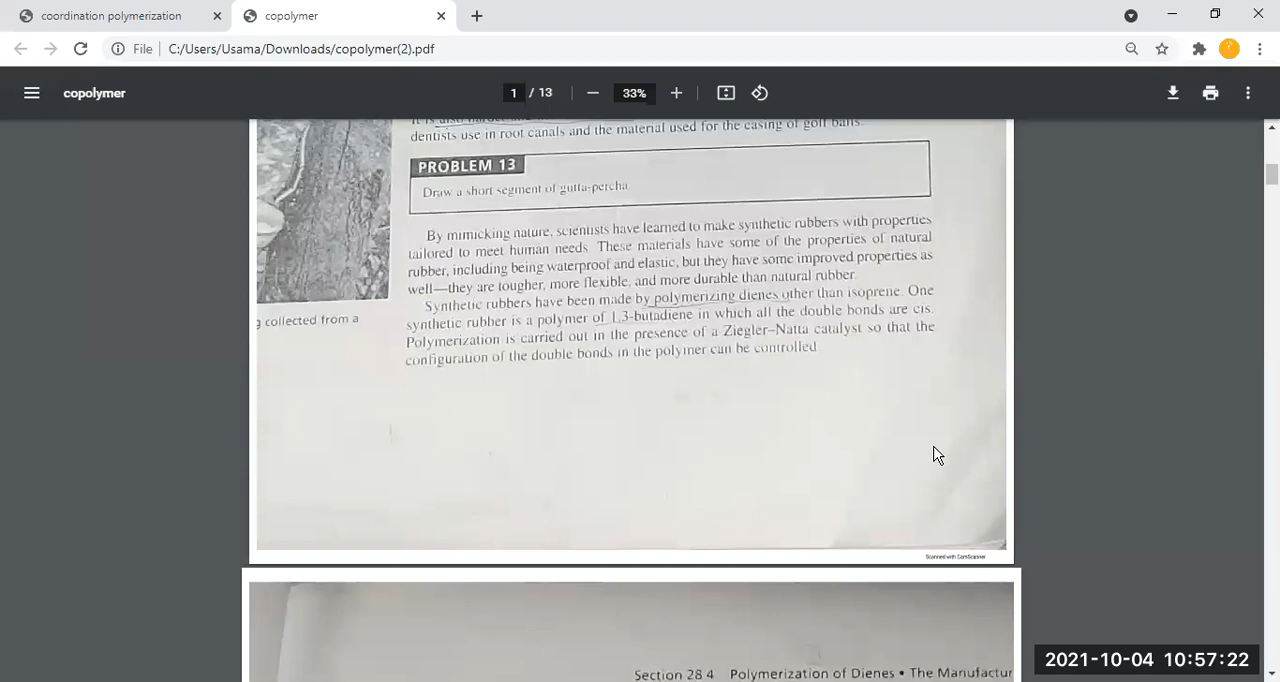 coordination polymerization
copolymer
File
C:/Users/Usama/Downloads/copolymer(2).pdf
copolymer
1 / 13
33%
It is also harder and
dentists use in root canals and the material used for the casing of golf balls.
PROBLEM 13
Draw a short segment of gutta-percha.
By mimicking nature, scientists have learned to make synthetic rubbers with properties
tailored to meet human needs. These materials have some of the properties of natural
rubber, including being waterproof and elastic, but they have some improved properties as
well—they are tougher, more flexible, and more durable than natural rubber.
Synthetic rubbers have been made by polymerizing dienes other than isoprene. One
synthetic rubber is a polymer of 1,3-butadiene in which all the double bonds are cis.
Polymerization is carried out in the presence of a Ziegler–Natta catalyst so that the
configuration of the double bonds in the polymer can be controlled
g collected from a
Scanned with CamScanner
Section 28.4 Polymerization of Dienes • The Manufactur
2021-10-04 10:57:22